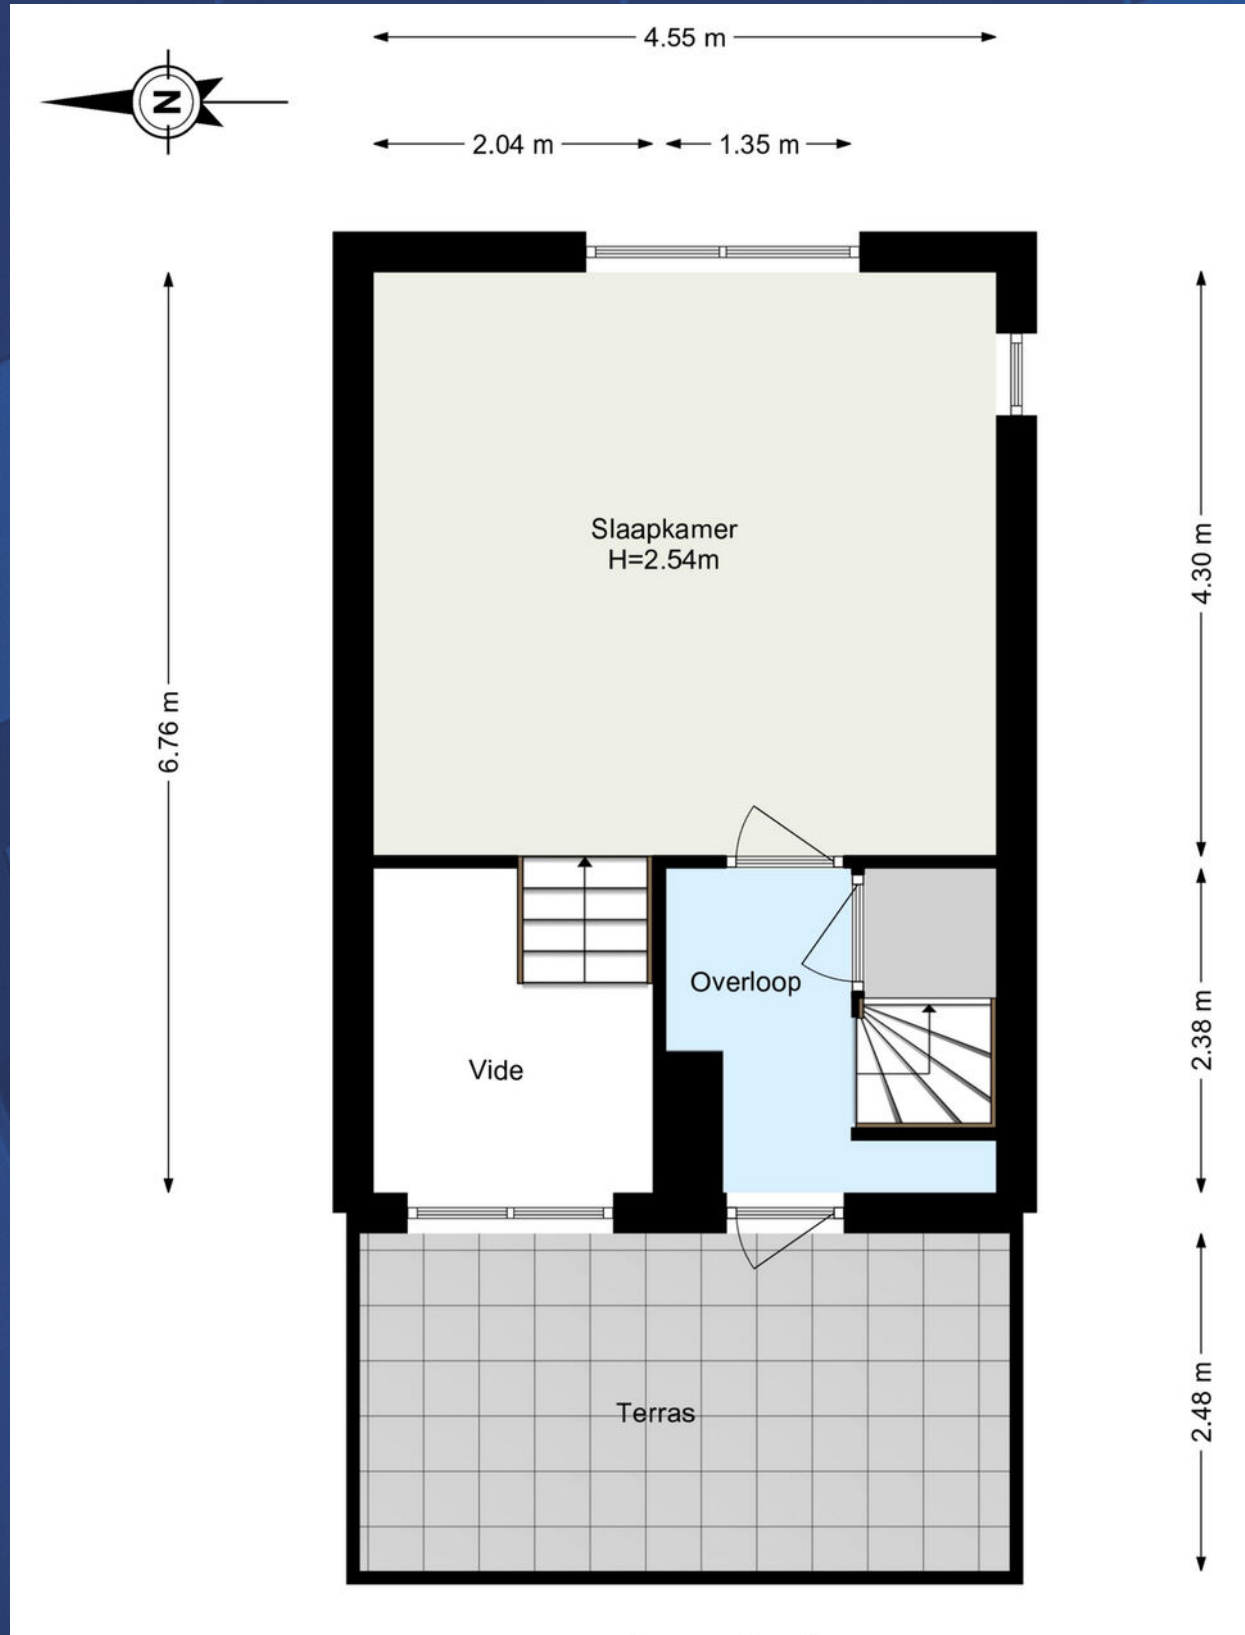 4.55 m
N
2.04 m
1.35 m
Slaapkamer
H=2.54m
4.30 m
6.76 m
Overloop
2.38 m
Vide
2.48 m
Terras